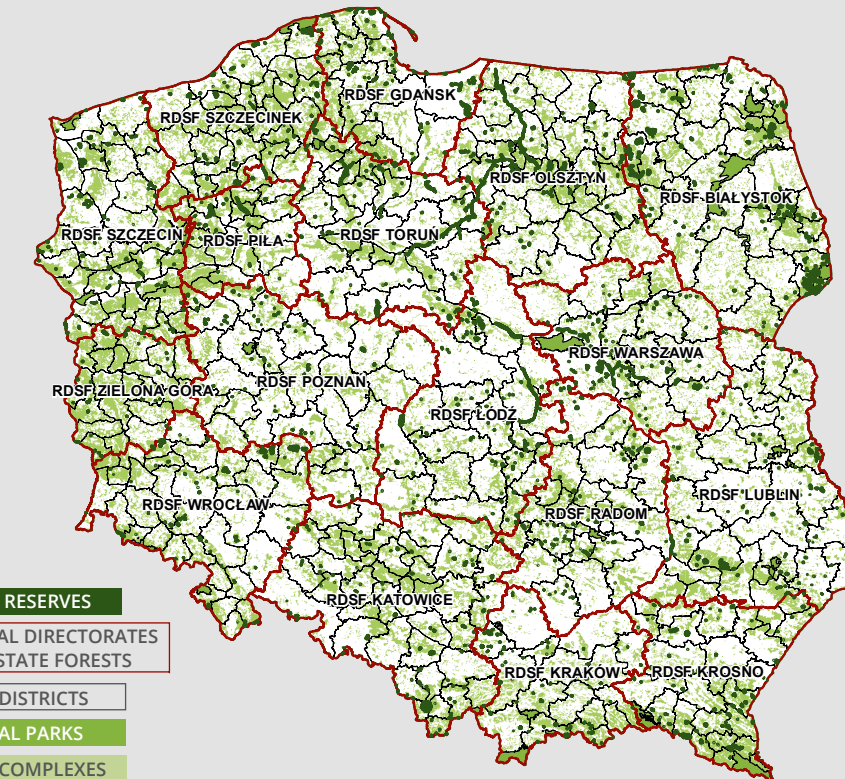 RDSF GDAŃSK
RDSF SZCZECINEK
RDSF OLSZTYN
RDSF BIAŁYSTOK
RDSF SZCZECIN
RDSF PIŁA
RDSF TORUŃ
RDSF WARSZAWA
RDSF ZIELONA GÓRA
RDSF POZNAŃ
RDSF ŁÓDŹ
RDSF WROCŁAW
RDSF RADOM
RDSF LUBLIN
RDSF KATOWICE
RDSF KRAKÓW
RDSF KROSNO
RESERVES
AL DIRECTORATES
STATE FORESTS
DISTRICTS
AL PARKS
COMPLEXES